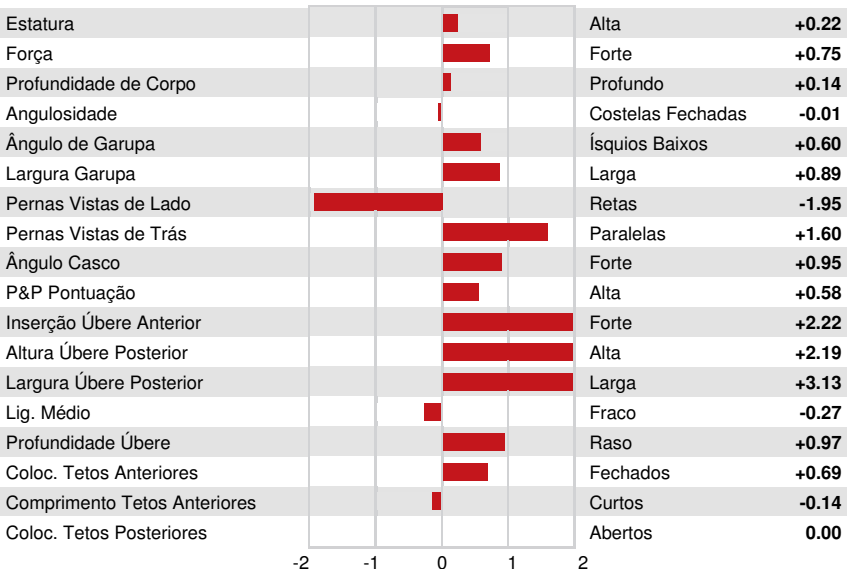 Estatura Alta +0.22
Força Forte +0.75
Profundidade de Corpo Profundo +0.14
Angulosidade Costelas Fechadas -0.01
Ângulo de Garupa Ísquios Baixos +0.60
Largura Garupa Larga +0.89
Pernas Vistas de Lado Retas -1.95
Pernas Vistas de Trás Paralelas +1.60
Ângulo Casco Forte +0.95
P&P Pontuação Alta +0.58
Inserção Úbere Anterior Forte +2.22
Altura Úbere Posterior Alta +2.19
Largura Úbere Posterior Larga +3.13
Lig. Médio Fraco -0.27
Profundidade Úbere Raso +0.97
Coloc. Tetos Anteriores Fechados +0.69
Comprimento Tetos Anteriores Curtos -0.14
Coloc. Tetos Posteriores Abertos 0.00
-2 -1 0 1 2